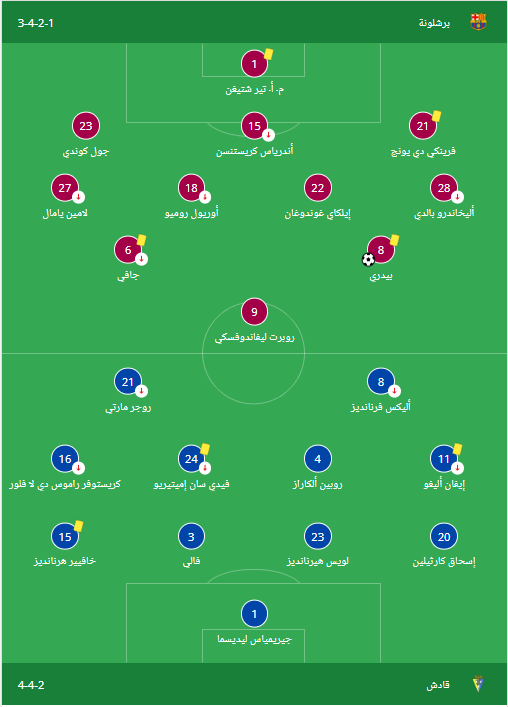 برشلونة 3-4-2-1
1
م. أ. تير شتيغن
21 15 23
فرينكي دي يونج أندرياس كريستنسن جول كوندي
28 22 18 27
أليخاندرو بالدي إيلكاي غوندوغان أوريول روميو لامين يامال
8 6
بيدري جافي
9
روبرت ليفاندوفسكي
8 21
أليكس فرنانديز روجر مارتي
11 4 24 16
إيفان أليغو روبين ألكاراز فيدي سان إميتيريو كريستوفر راموس دي لا فلور
20 23 3 15
إسحاق كارثيلين لويس هيرنانديز فالي خافيير هرنانديز
1
جيريمياس ليديسما
قادش 4-4-2